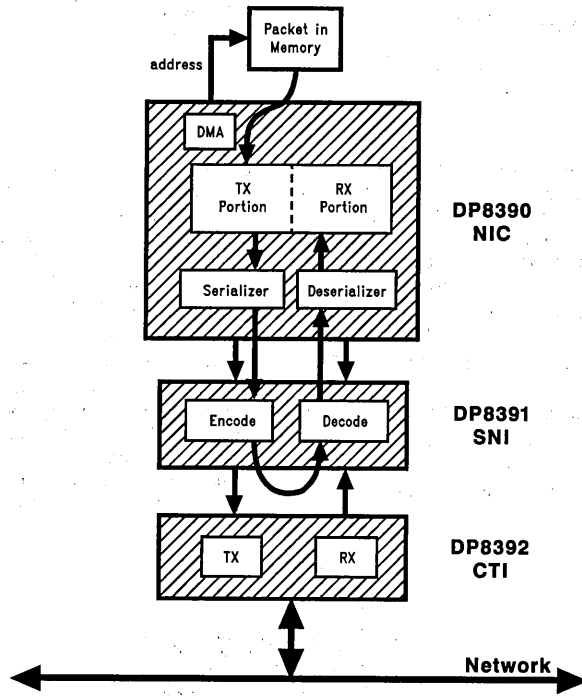 Packet in
Memory
address
DMA
TX
Portion
RX
Portion
DP8390
NIC
Serializer
Deserializer
Encode
Decode
DP8391
SNI
TX
RX
DP8392
CTI
Network